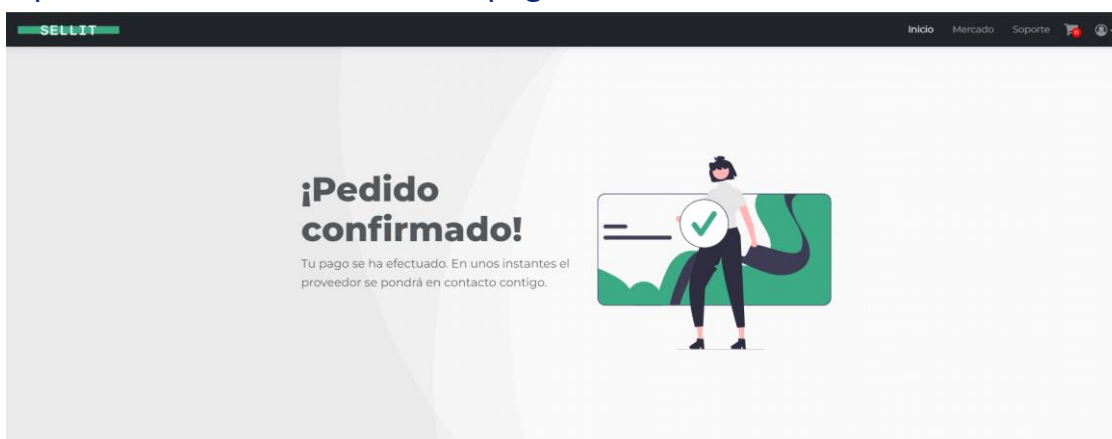 SELLIT
Inicio Mercado Soporte 0
¡Pedido
confirmado!
Tu pago se ha efectuado. En unos instantes el
proveedor se pondrá en contacto contigo.